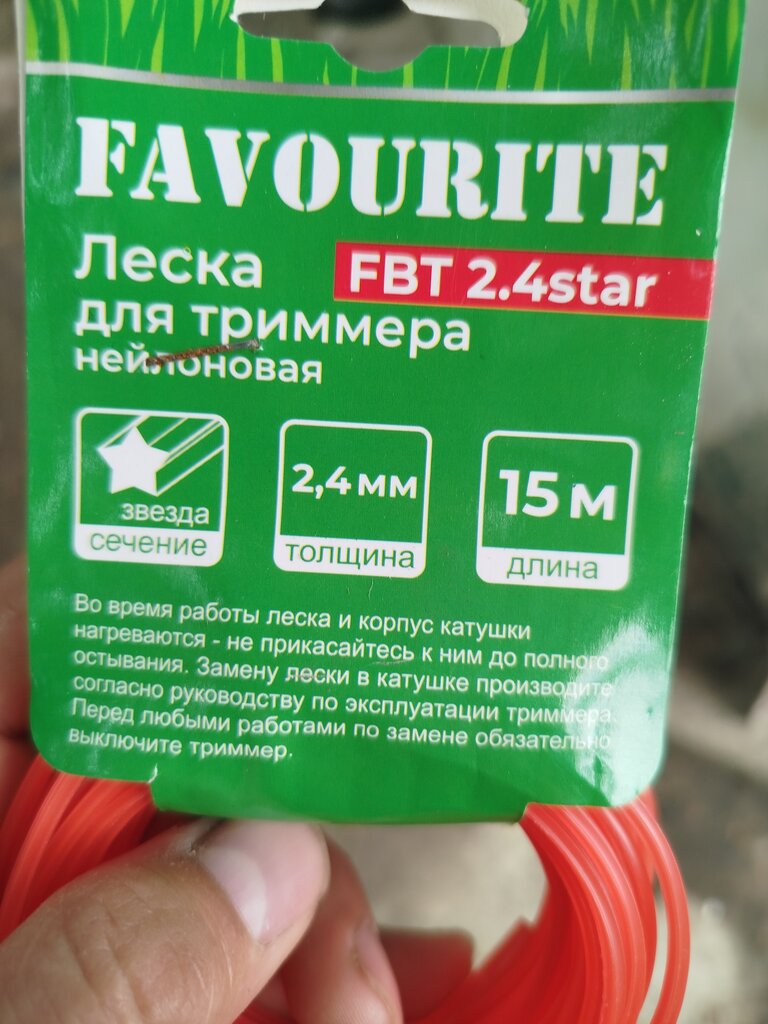 FAVOURITE
Леска
FBT 2.4star
для триммера
нейлоновая
звезда
сечение
2,4 мм
толщина
15 м
длина
Во время работы леска и корпус катушки
нагреваются - не прикасайтесь к ним до полного
остывания. Замену лески в катушке производите
согласно руководству по эксплуатации триммера.
Перед любыми работами по замене обязательно
выключите триммер.